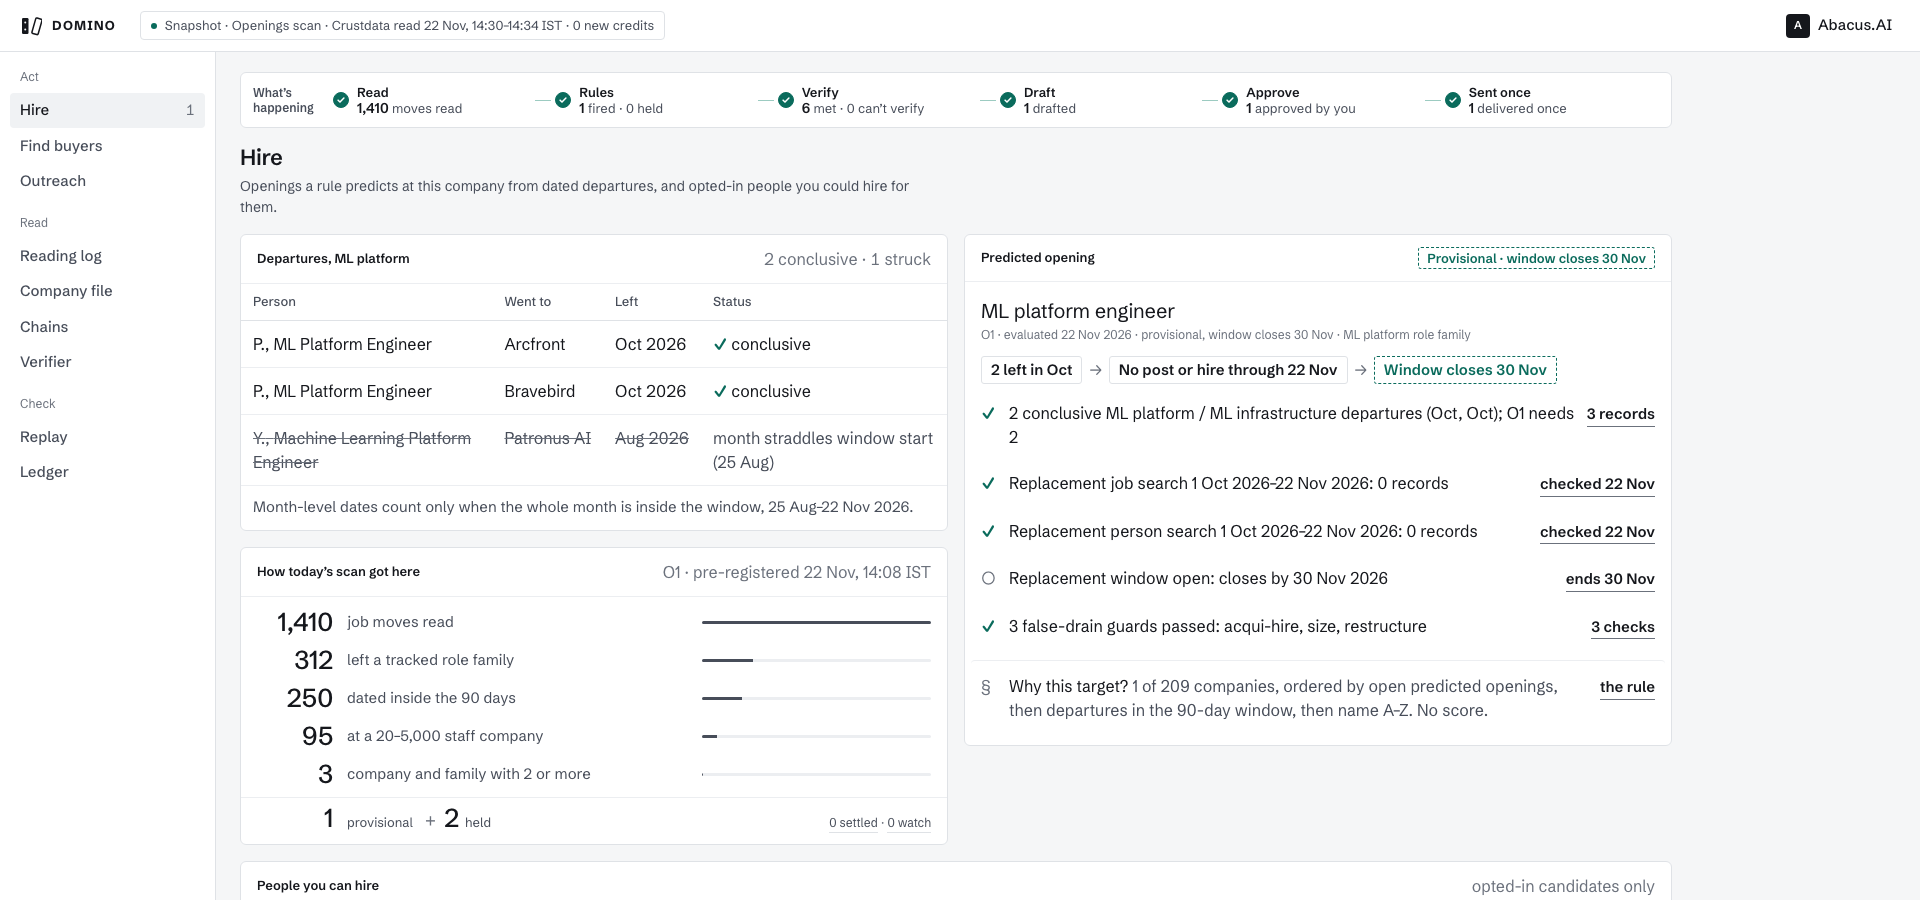 DOMINO
Snapshot · Openings scan · Crustdata read 22 Nov, 14:30–14:34 IST · 0 new credits
A Abacus.AI
Act
Hire 1
Find buyers
Outreach
Read
Reading log
Company file
Chains
Verifier
Check
Replay
Ledger
What's
happening
Read
1,410 moves read
Rules
1 fired · 0 held
Verify
6 met · 0 can't verify
Draft
1 drafted
Approve
1 approved by you
Sent once
1 delivered once
Hire
Openings a rule predicts at this company from dated departures, and opted-in people you could hire for
them.
Departures, ML platform 2 conclusive · 1 struck
Person Went to Left Status
P., ML Platform Engineer Arcfront Oct 2026 ✓ conclusive
P., ML Platform Engineer Bravebird Oct 2026 ✓ conclusive
Y., Machine Learning Platform Patronus AI Aug 2026 month straddles window start
Engineer (25 Aug)
Month-level dates count only when the whole month is inside the window, 25 Aug–22 Nov 2026.
How today's scan got here O1 · pre-registered 22 Nov, 14:08 IST
1,410 job moves read
312 left a tracked role family
250 dated inside the 90 days
95 at a 20–5,000 staff company
3 company and family with 2 or more
1 provisional + 2 held 0 settled · 0 watch
Predicted opening Provisional · window closes 30 Nov
ML platform engineer
O1 · evaluated 22 Nov 2026 · provisional, window closes 30 Nov · ML platform role family
2 left in Oct → No post or hire through 22 Nov → Window closes 30 Nov
✓ 2 conclusive ML platform / ML infrastructure departures (Oct, Oct); O1 needs 3 records
2
✓ Replacement job search 1 Oct 2026–22 Nov 2026: 0 records checked 22 Nov
✓ Replacement person search 1 Oct 2026–22 Nov 2026: 0 records checked 22 Nov
Replacement window open: closes by 30 Nov 2026 ends 30 Nov
✓ 3 false-drain guards passed: acqui-hire, size, restructure 3 checks
§ Why this target? 1 of 209 companies, ordered by open predicted openings, the rule
then departures in the 90-day window, then name A–Z. No score.
People you can hire opted-in candidates only